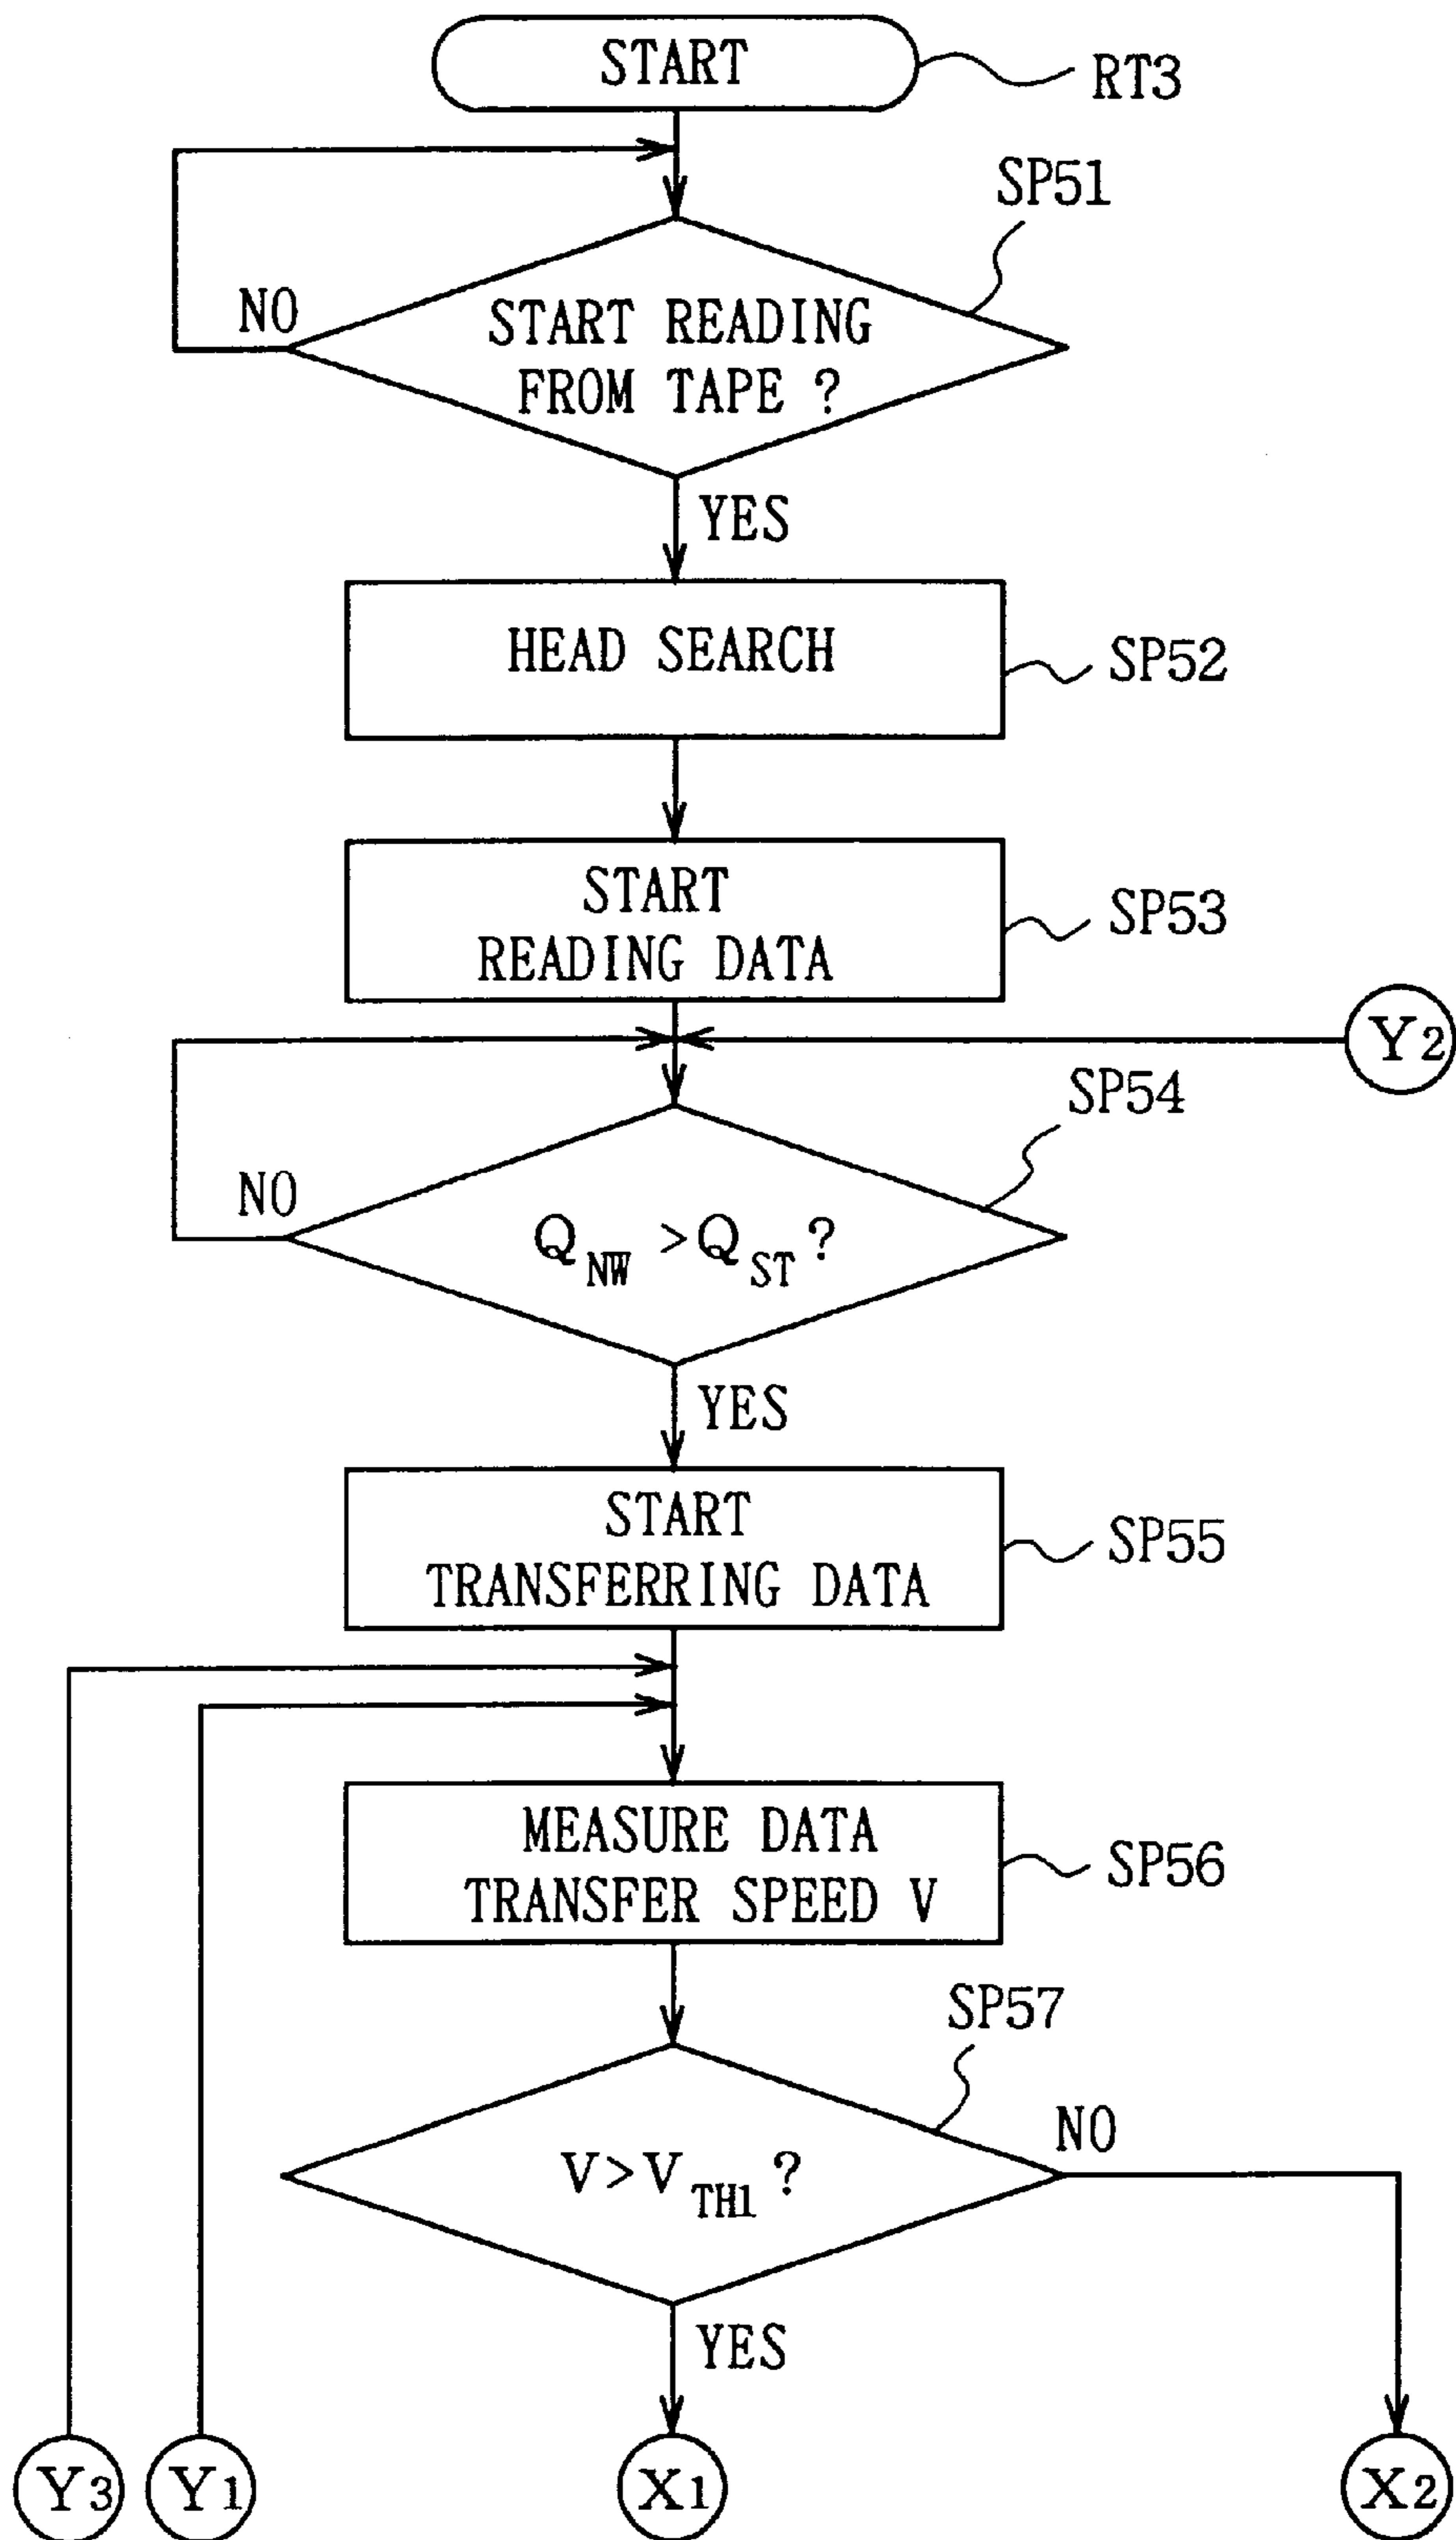 START
RT3
SP51
NO
START READING
FROM TAPE ?
YES
HEAD SEARCH
SP52
START
READING DATA
SP53
Y2
SP54
NO
QNW >QST ?
YES
START
TRANSFERRING DATA
SP55
MEASURE DATA
TRANSFER SPEED V
SP56
SP57
NO
V>VTH1 ?
YES
Y3
Y1
X1
X2